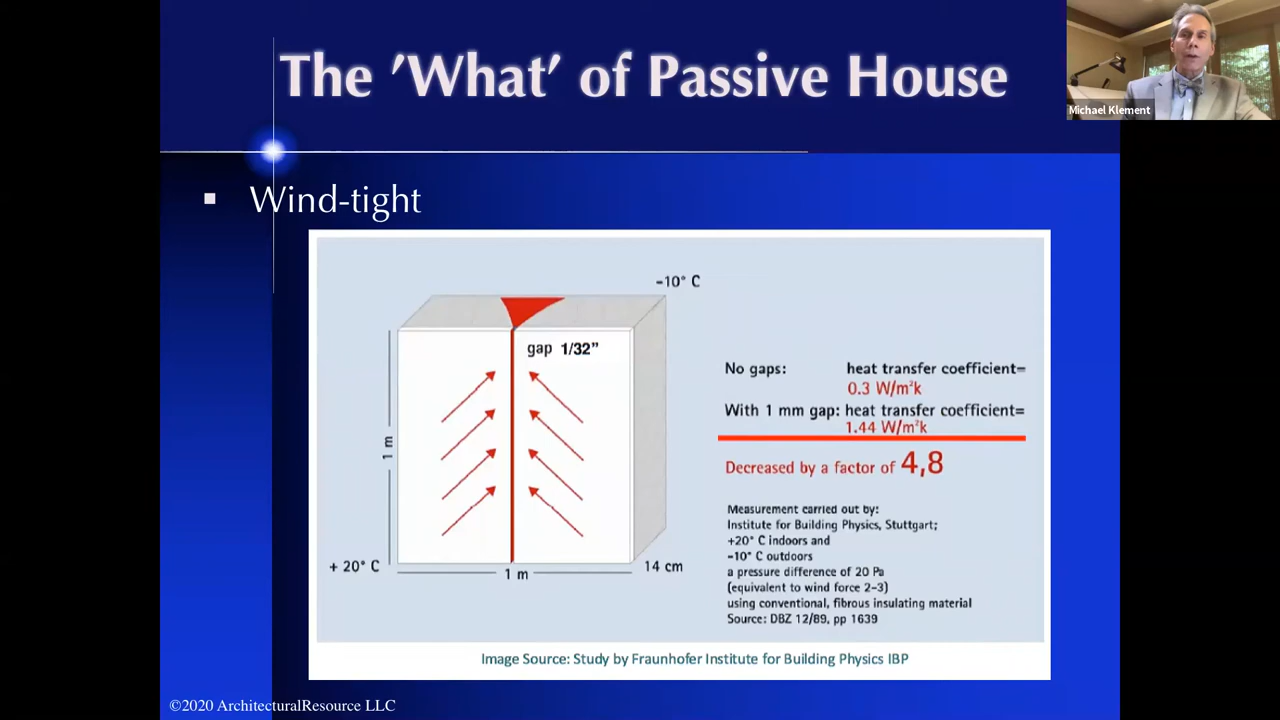 The ’What’ of Passive House
Michael Klement
Wind-tight
-10° C
gap 1/32”
1 m
+ 20° C
1 m
14 cm
No gaps: heat transfer coefficient=
0.3 W/m²k
With 1 mm gap: heat transfer coefficient=
1.44 W/m²k
Decreased by a factor of 4,8
Measurement carried out by:
Institute for Building Physics, Stuttgart;
+20° C indoors and
-10° C outdoors
a pressure difference of 20 Pa
(equivalent to wind force 2-3)
using conventional, fibrous insulating material
Source: DBZ 12/89, pp 1639
Image Source: Study by Fraunhofer Institute for Building Physics IBP
©2020 ArchitecturalResource LLC